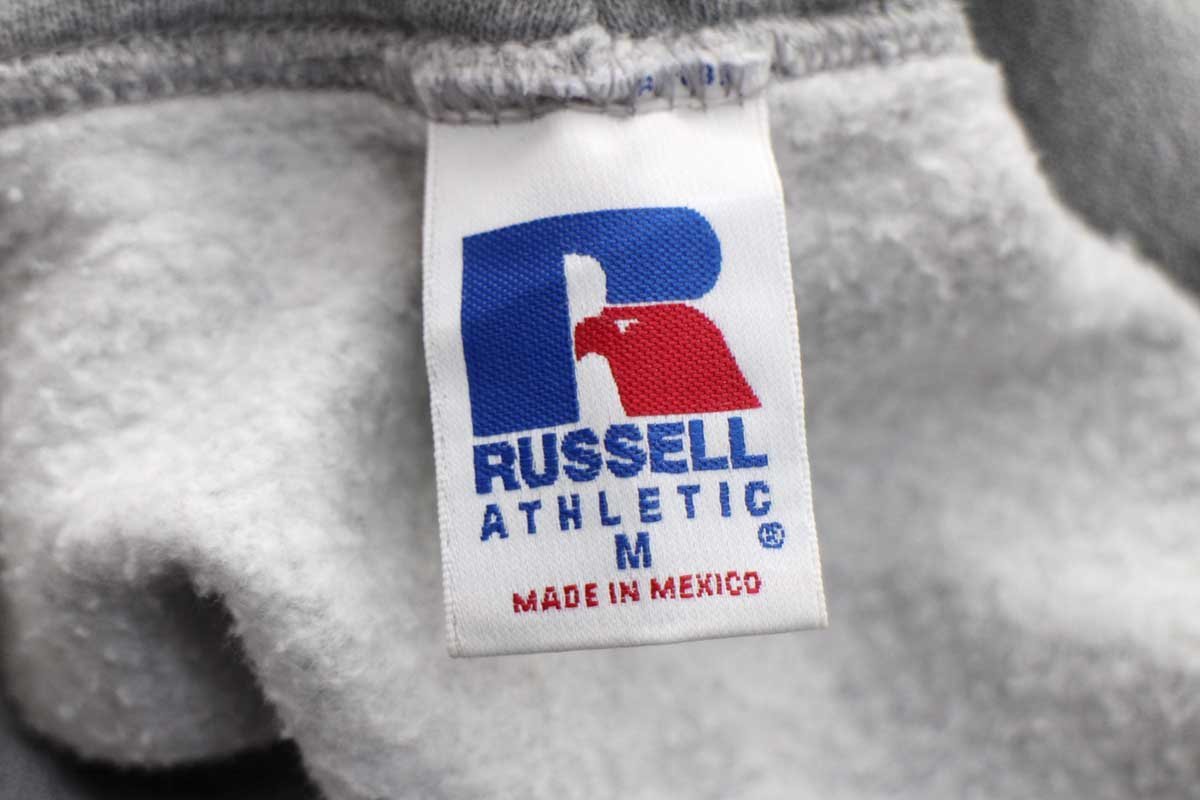 R
RUSSELL
ATHLETIC
®
M
MADE IN MEXICO